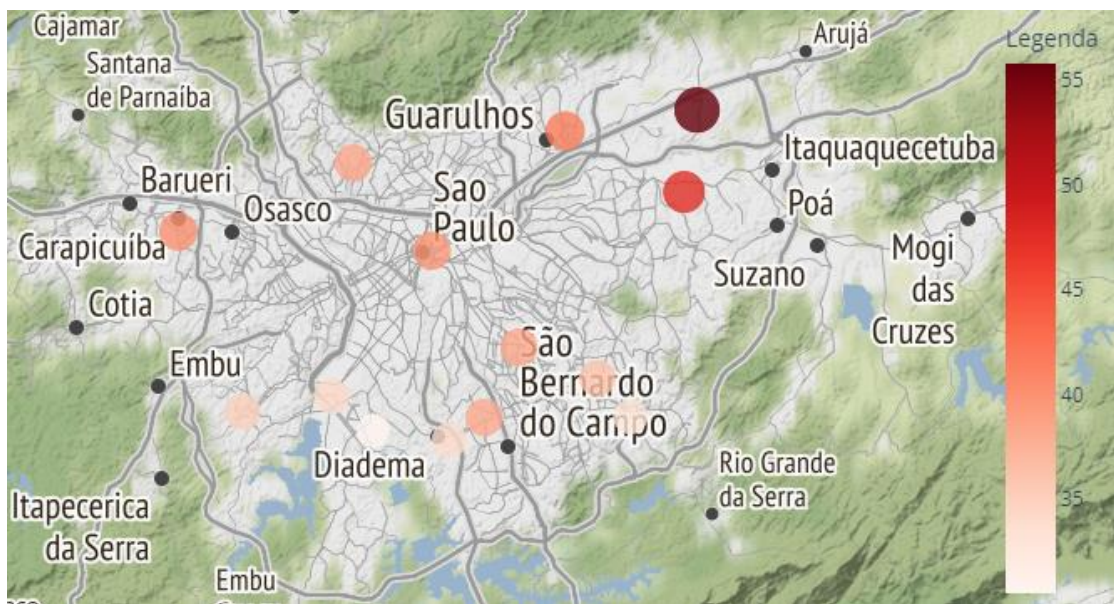 Cajamar
Santana
de Parnaíba
Arujá
Legenda
Guarulhos
55
Itaquaquecetuba
Barueri
Sao
Paulo
50
Osasco
Poá
Carapicuíba
Suzano
Mogi
das
Cruzes
45
Cotia
São
Bernardo
do Campo
Embu
40
Diadema
Rio Grande
da Serra
Itapecerica
da Serra
35
Embu